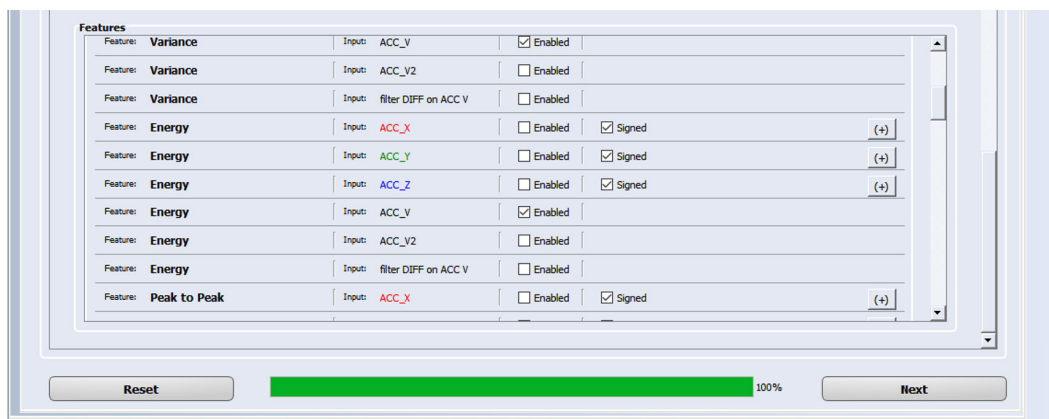 Features
Feature: Variance Input: ACC_V Enabled
Feature: Variance Input: ACC_V2 Enabled
Feature: Variance Input: filter DIFF on ACC V Enabled
Feature: Energy Input: ACC_X Enabled Signed (+)
Feature: Energy Input: ACC_Y Enabled Signed (+)
Feature: Energy Input: ACC_Z Enabled Signed (+)
Feature: Energy Input: ACC_V Enabled
Feature: Energy Input: ACC_V2 Enabled
Feature: Energy Input: filter DIFF on ACC V Enabled
Feature: Peak to Peak Input: ACC_X Enabled Signed (+)
Reset 100% Next